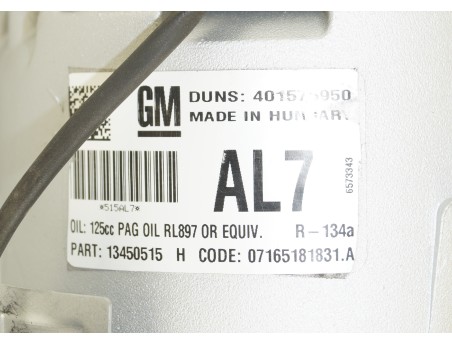 GM
DUNS: 401575950
MADE IN HUNGARY
AL7
*515AL7*
6573343
OIL: 125cc PAG OIL RL897 OR EQUIV. R-134a
PART: 13450515 H CODE: 07165181831.A